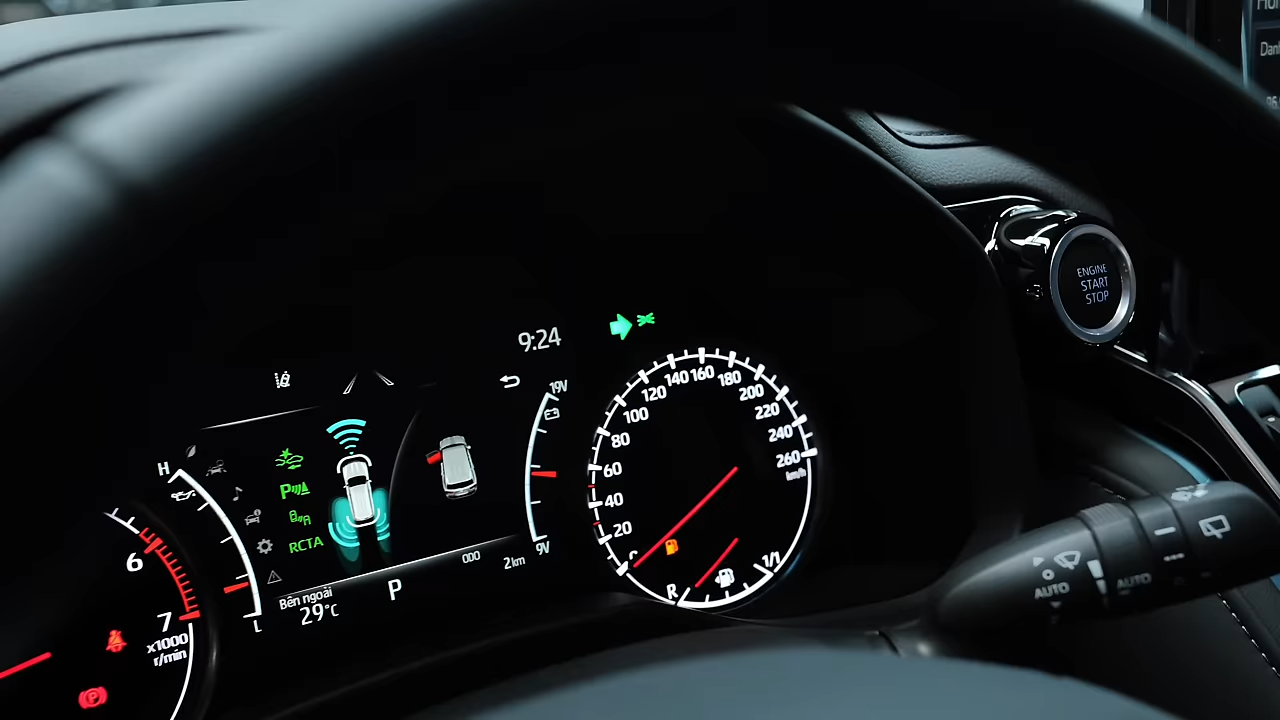 9:24
19V
9V
H
L
P
RCTA
Bên ngoài
29°C
P
ODO
2km
6
7
x1000
r/min
P
20
40
60
80
100
120
140
160
180
200
220
240
260
km/h
R
1/1
ENGINE
START
STOP
AUTO
AUTO